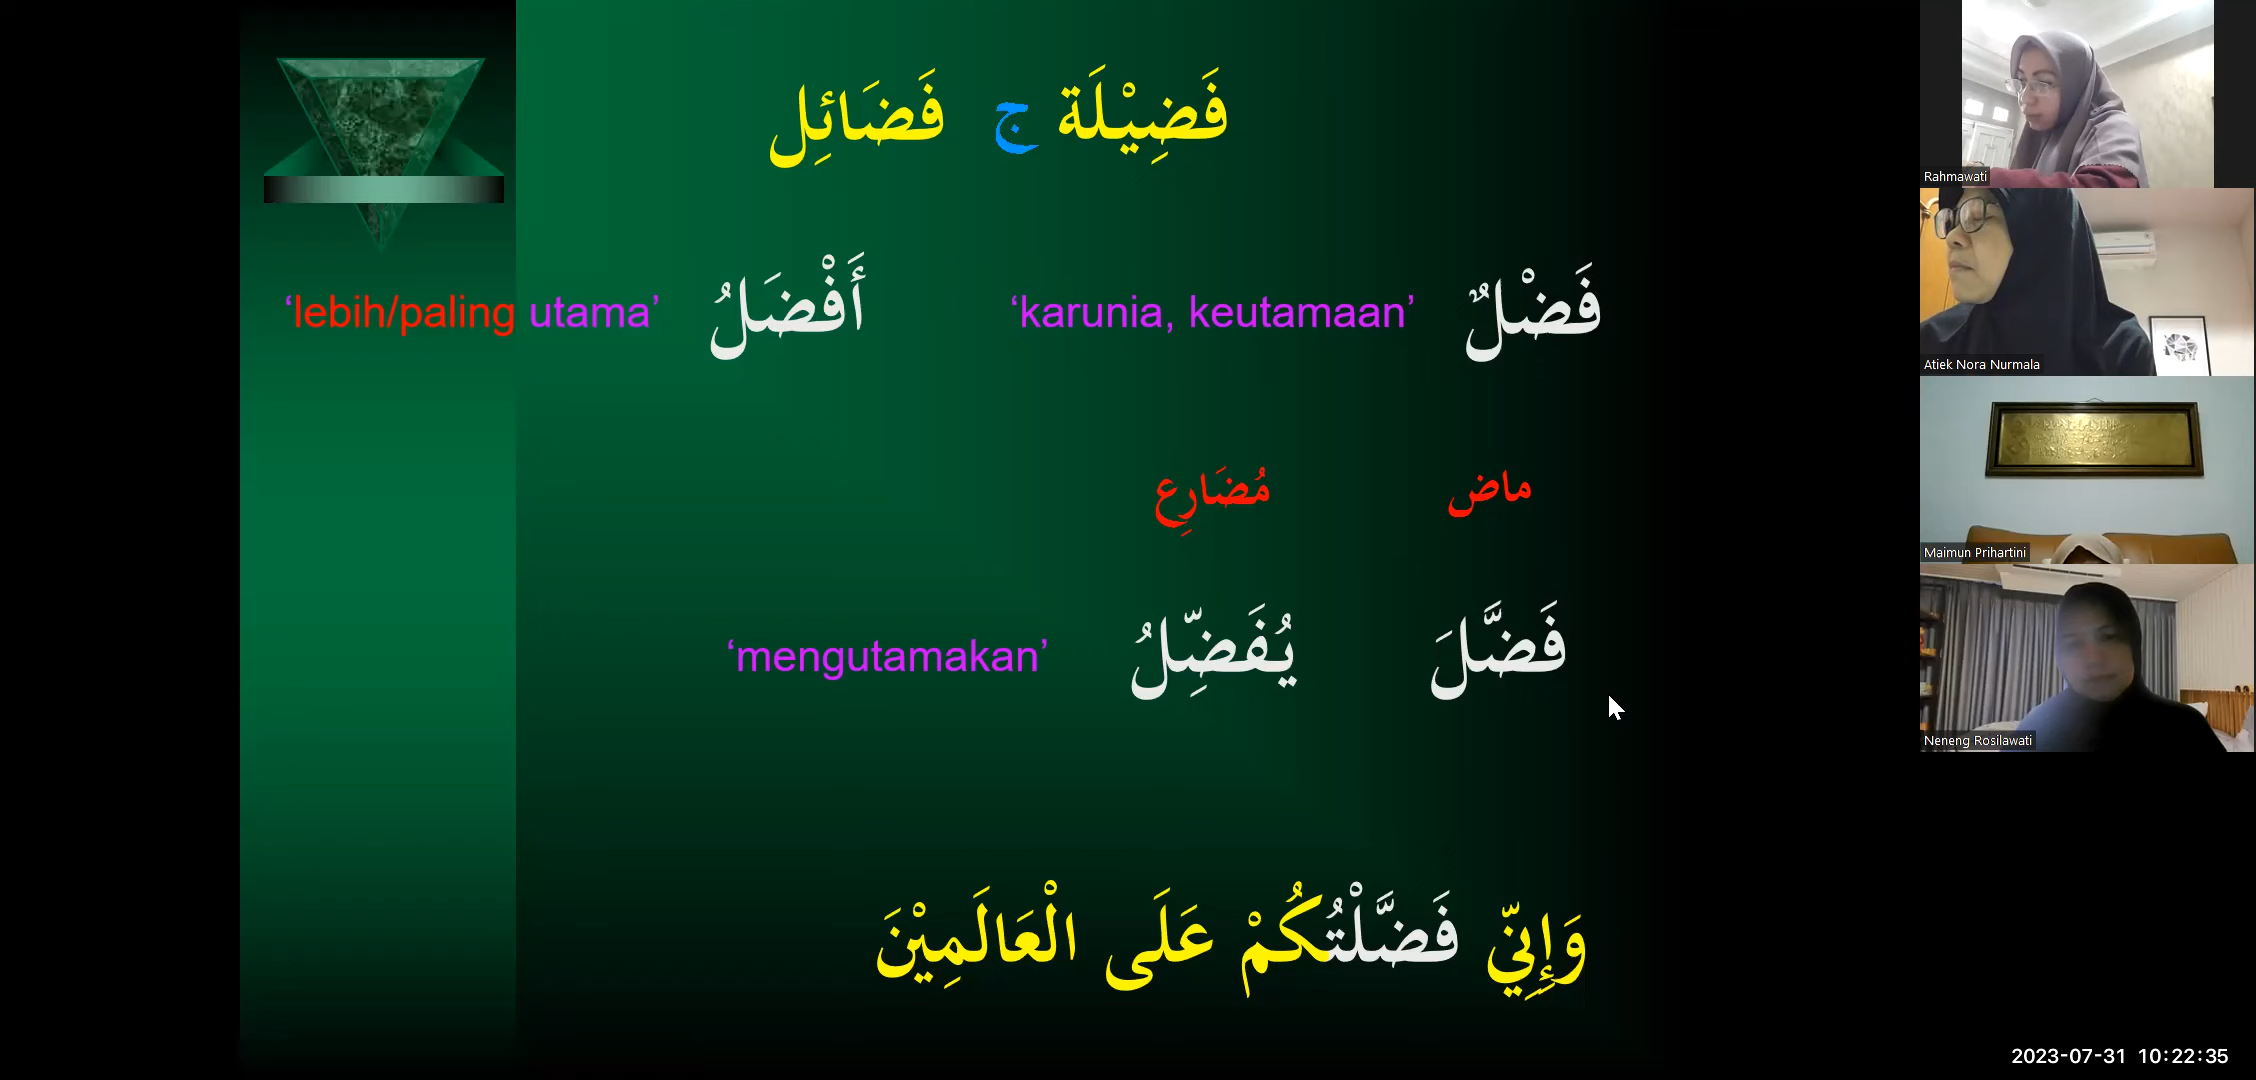 فَضِيْلَة ج فَضَائِل
فَضْلٌ ‘karunia, keutamaan’ أَفْضَلُ ‘lebih/paling utama’
ماض مُضَارِع
فَضَّلَ يُفَضِّلُ ‘mengutamakan’
وَإِنِّيْ فَضَّلْتُكُمْ عَلَى الْعَالَمِيْنَ
Rahmawati
Atiek Nora Nurmala
Maimun Prihartini
Neneng Rosilawati
2023-07-31 10:22:35